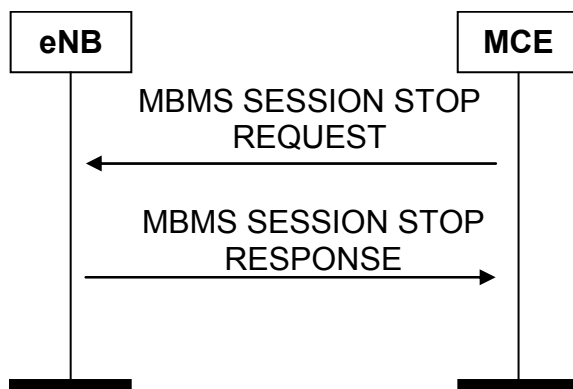 eNB
MCE
MBMS SESSION STOP
REQUEST
MBMS SESSION STOP
RESPONSE